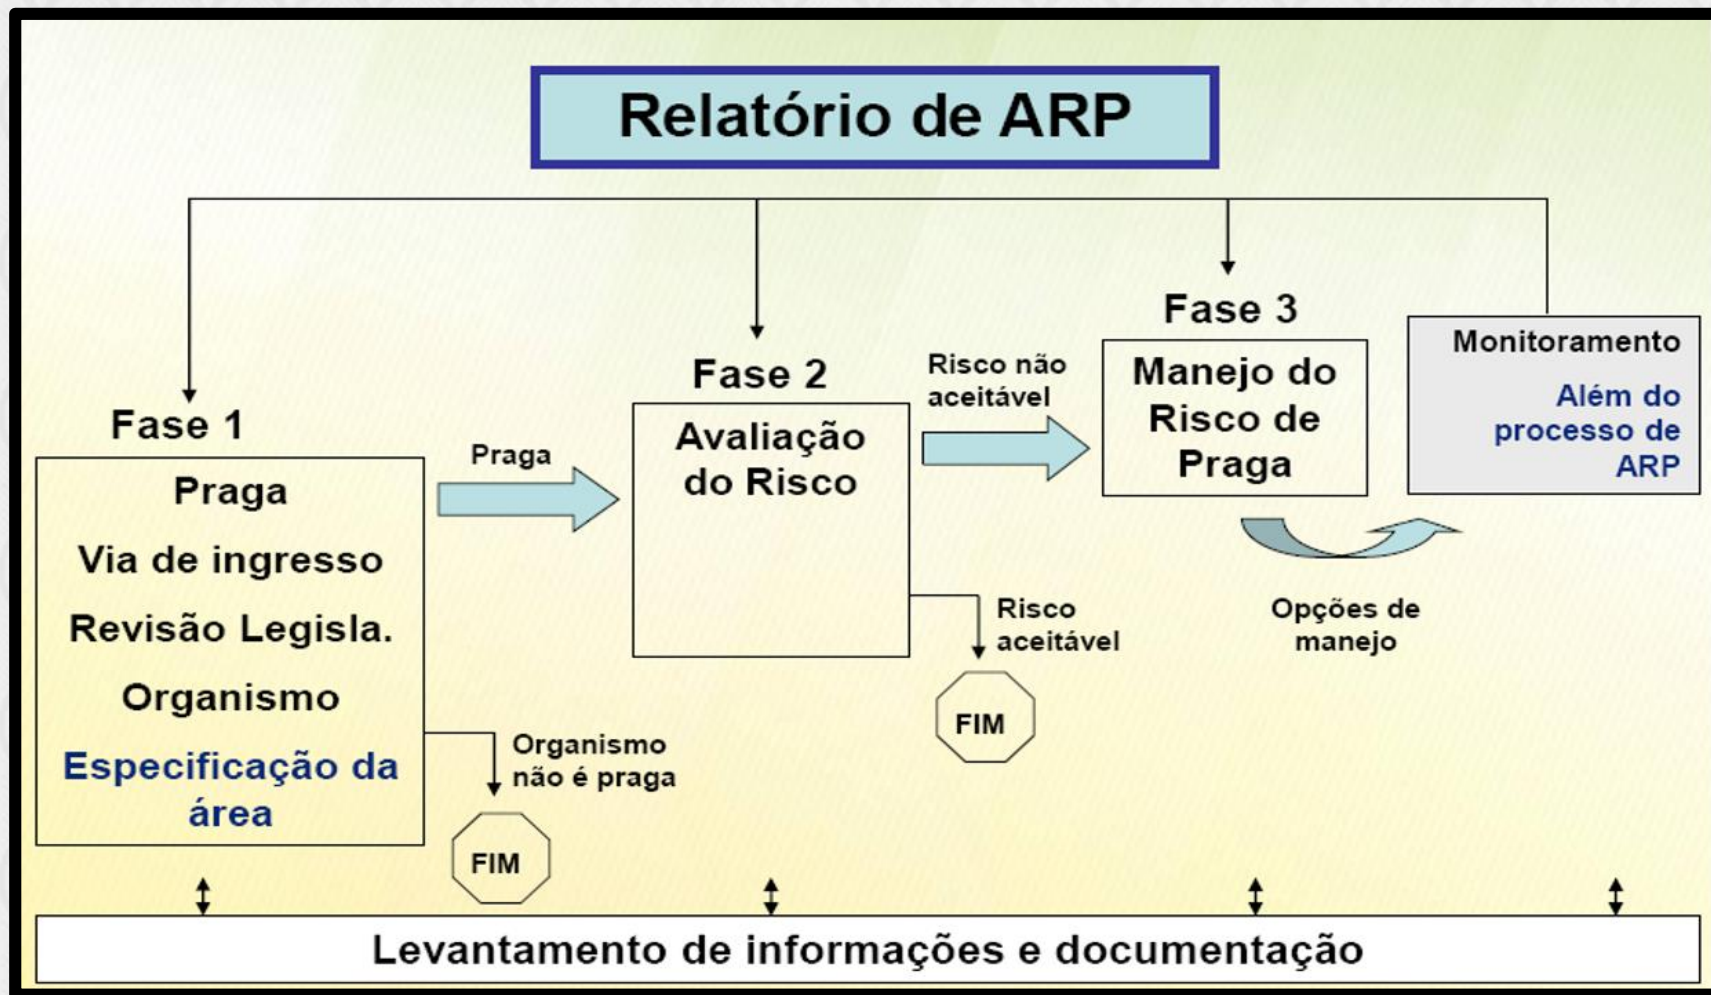 Relatório de ARP
Fase 1
Praga
Via de ingresso
Revisão Legisla.
Organismo
Especificação da
área
Praga
Organismo
não é praga
FIM
Fase 2
Avaliação
do Risco
Risco não
aceitável
Risco
aceitável
FIM
Fase 3
Manejo do
Risco de
Praga
Opções de
manejo
Monitoramento
Além do
processo de
ARP
Levantamento de informações e documentação